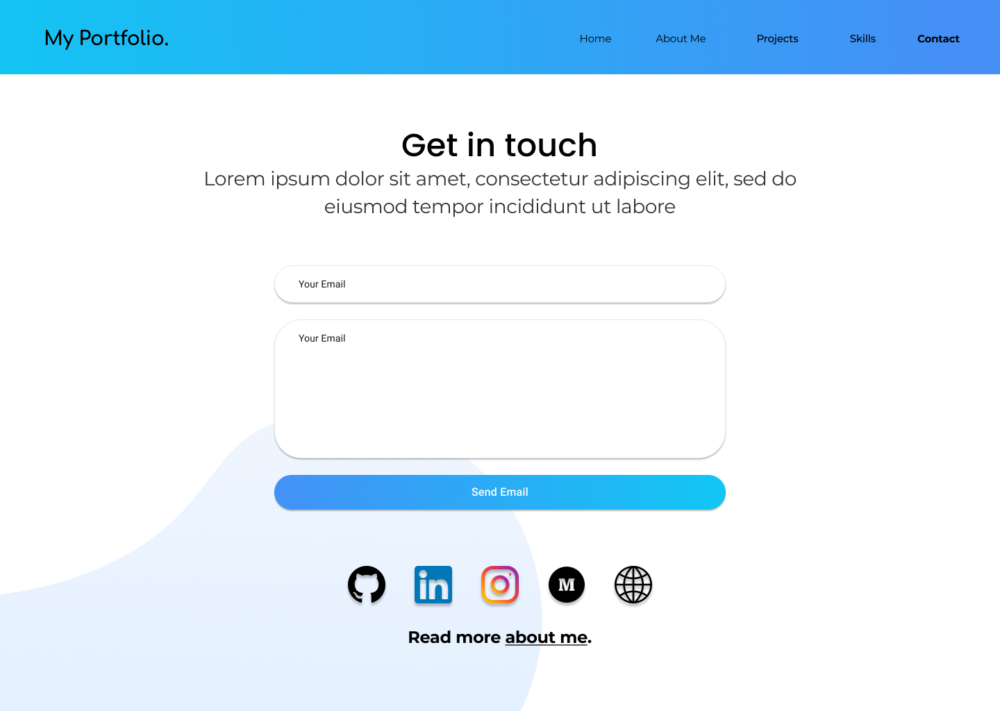 My Portfolio.
Home About Me Projects Skills Contact
Get in touch
Lorem ipsum dolor sit amet, consectetur adipiscing elit, sed do
eiusmod tempor incididunt ut labore
Your Email
Your Email
Send Email
in M
Read more about me.